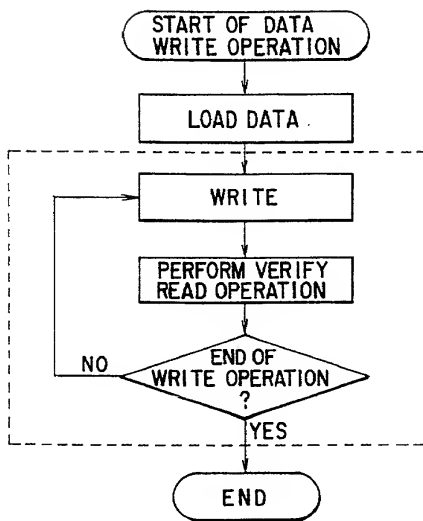 START OF DATA
WRITE OPERATION
LOAD DATA
WRITE
PERFORM VERIFY
READ OPERATION
END OF
WRITE OPERATION
?
NO
YES
END